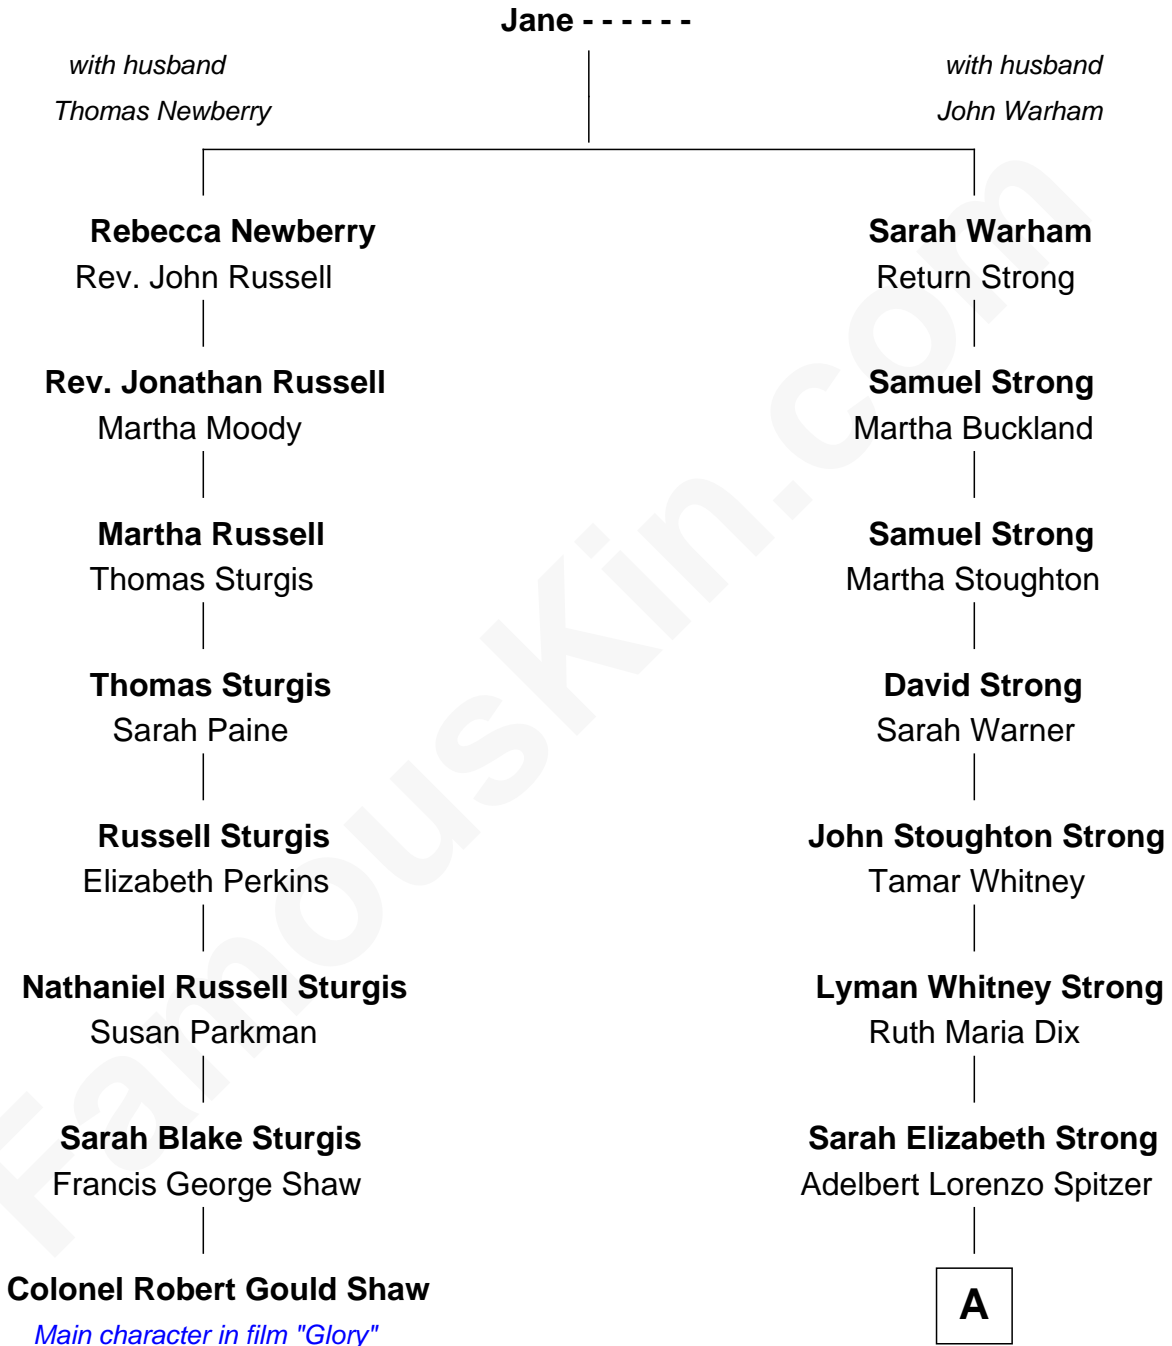 Jane - - - - - -
with husband
Thomas Newberry
with husband
John Warham
Rebecca Newberry
Rev. John Russell
Sarah Warham
Return Strong
Rev. Jonathan Russell
Martha Moody
Samuel Strong
Martha Buckland
Martha Russell
Thomas Sturgis
Samuel Strong
Martha Stoughton
Thomas Sturgis
Sarah Paine
David Strong
Sarah Warner
Russell Sturgis
Elizabeth Perkins
John Stoughton Strong
Tamar Whitney
Nathaniel Russell Sturgis
Susan Parkman
Lyman Whitney Strong
Ruth Maria Dix
Sarah Blake Sturgis
Francis George Shaw
Sarah Elizabeth Strong
Adelbert Lorenzo Spitzer
Colonel Robert Gould Shaw
Main character in film "Glory"
A
FamousKin.com